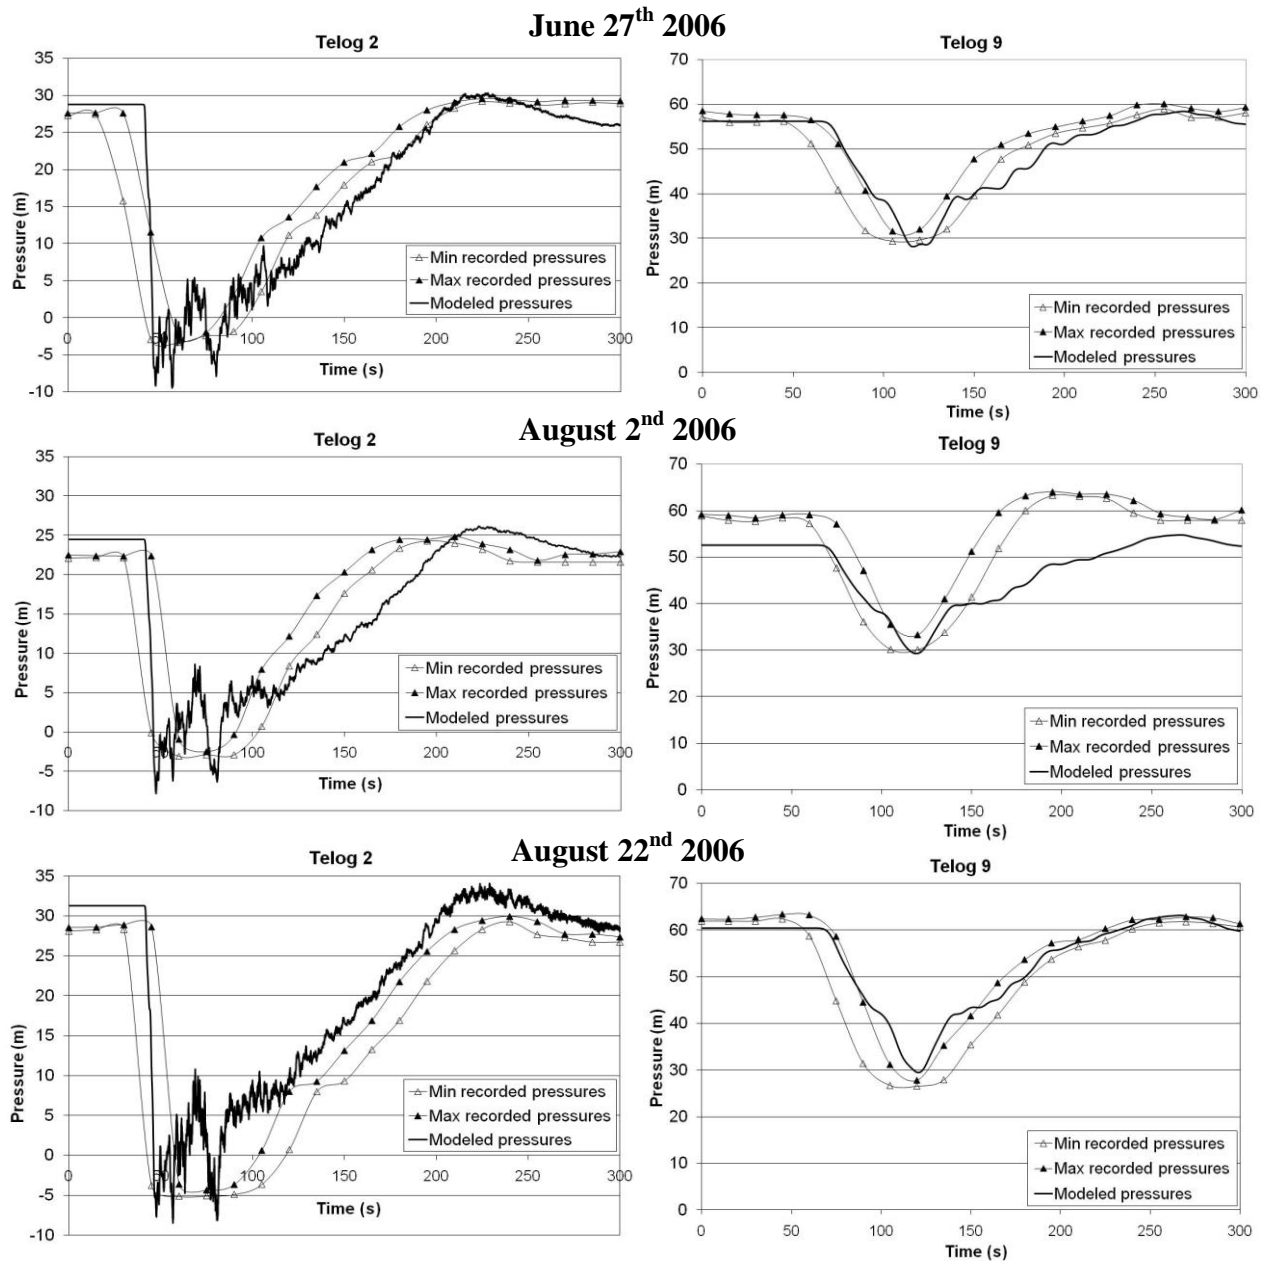 June 27th 2006
Telog 2
35
30
25
20
15
10
5
0
-5
-10
Pressure (m)
0 50 100 150 200 250 300
Time (s)
Min recorded pressures
Max recorded pressures
Modeled pressures
Telog 9
70
60
50
40
30
20
10
0
Pressure (m)
0 50 100 150 200 250 300
Time (s)
Min recorded pressures
Max recorded pressures
Modeled pressures
August 2nd 2006
Telog 2
35
30
25
20
15
10
5
0
-5
-10
Pressure (m)
0 50 100 150 200 250 300
Time (s)
Min recorded pressures
Max recorded pressures
Modeled pressures
Telog 9
70
60
50
40
30
20
10
0
Pressure (m)
0 50 100 150 200 250 300
Time (s)
Min recorded pressures
Max recorded pressures
Modeled pressures
August 22nd 2006
Telog 2
35
30
25
20
15
10
5
0
-5
-10
Pressure (m)
0 50 100 150 200 250 300
Time (s)
Min recorded pressures
Max recorded pressures
Modeled pressures
Telog 9
70
60
50
40
30
20
10
0
Pressure (m)
0 50 100 150 200 250 300
Time (s)
Min recorded pressures
Max recorded pressures
Modeled pressures